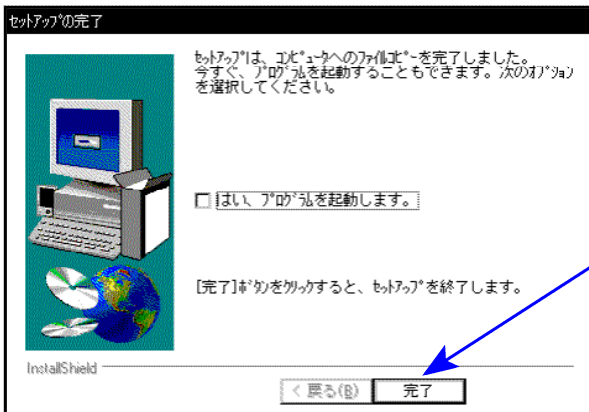 ｾｯﾄｱｯﾌﾟの完了
ｾｯﾄｱｯﾌﾟは、ｺﾝﾋﾟｭｰﾀへのﾌｧｲﾙｺﾋﾟｰを完了しました。
今すぐ、ﾌﾟﾛｸﾞﾗﾑを起動することもできます。次のｵﾌﾟｼｮﾝ
を選択してください。
はい、ﾌﾟﾛｸﾞﾗﾑを起動します。
[完了]ﾎﾞﾀﾝをｸﾘｯｸすると、ｾｯﾄｱｯﾌﾟを終了します。
InstallShield
< 戻る(B) 完了